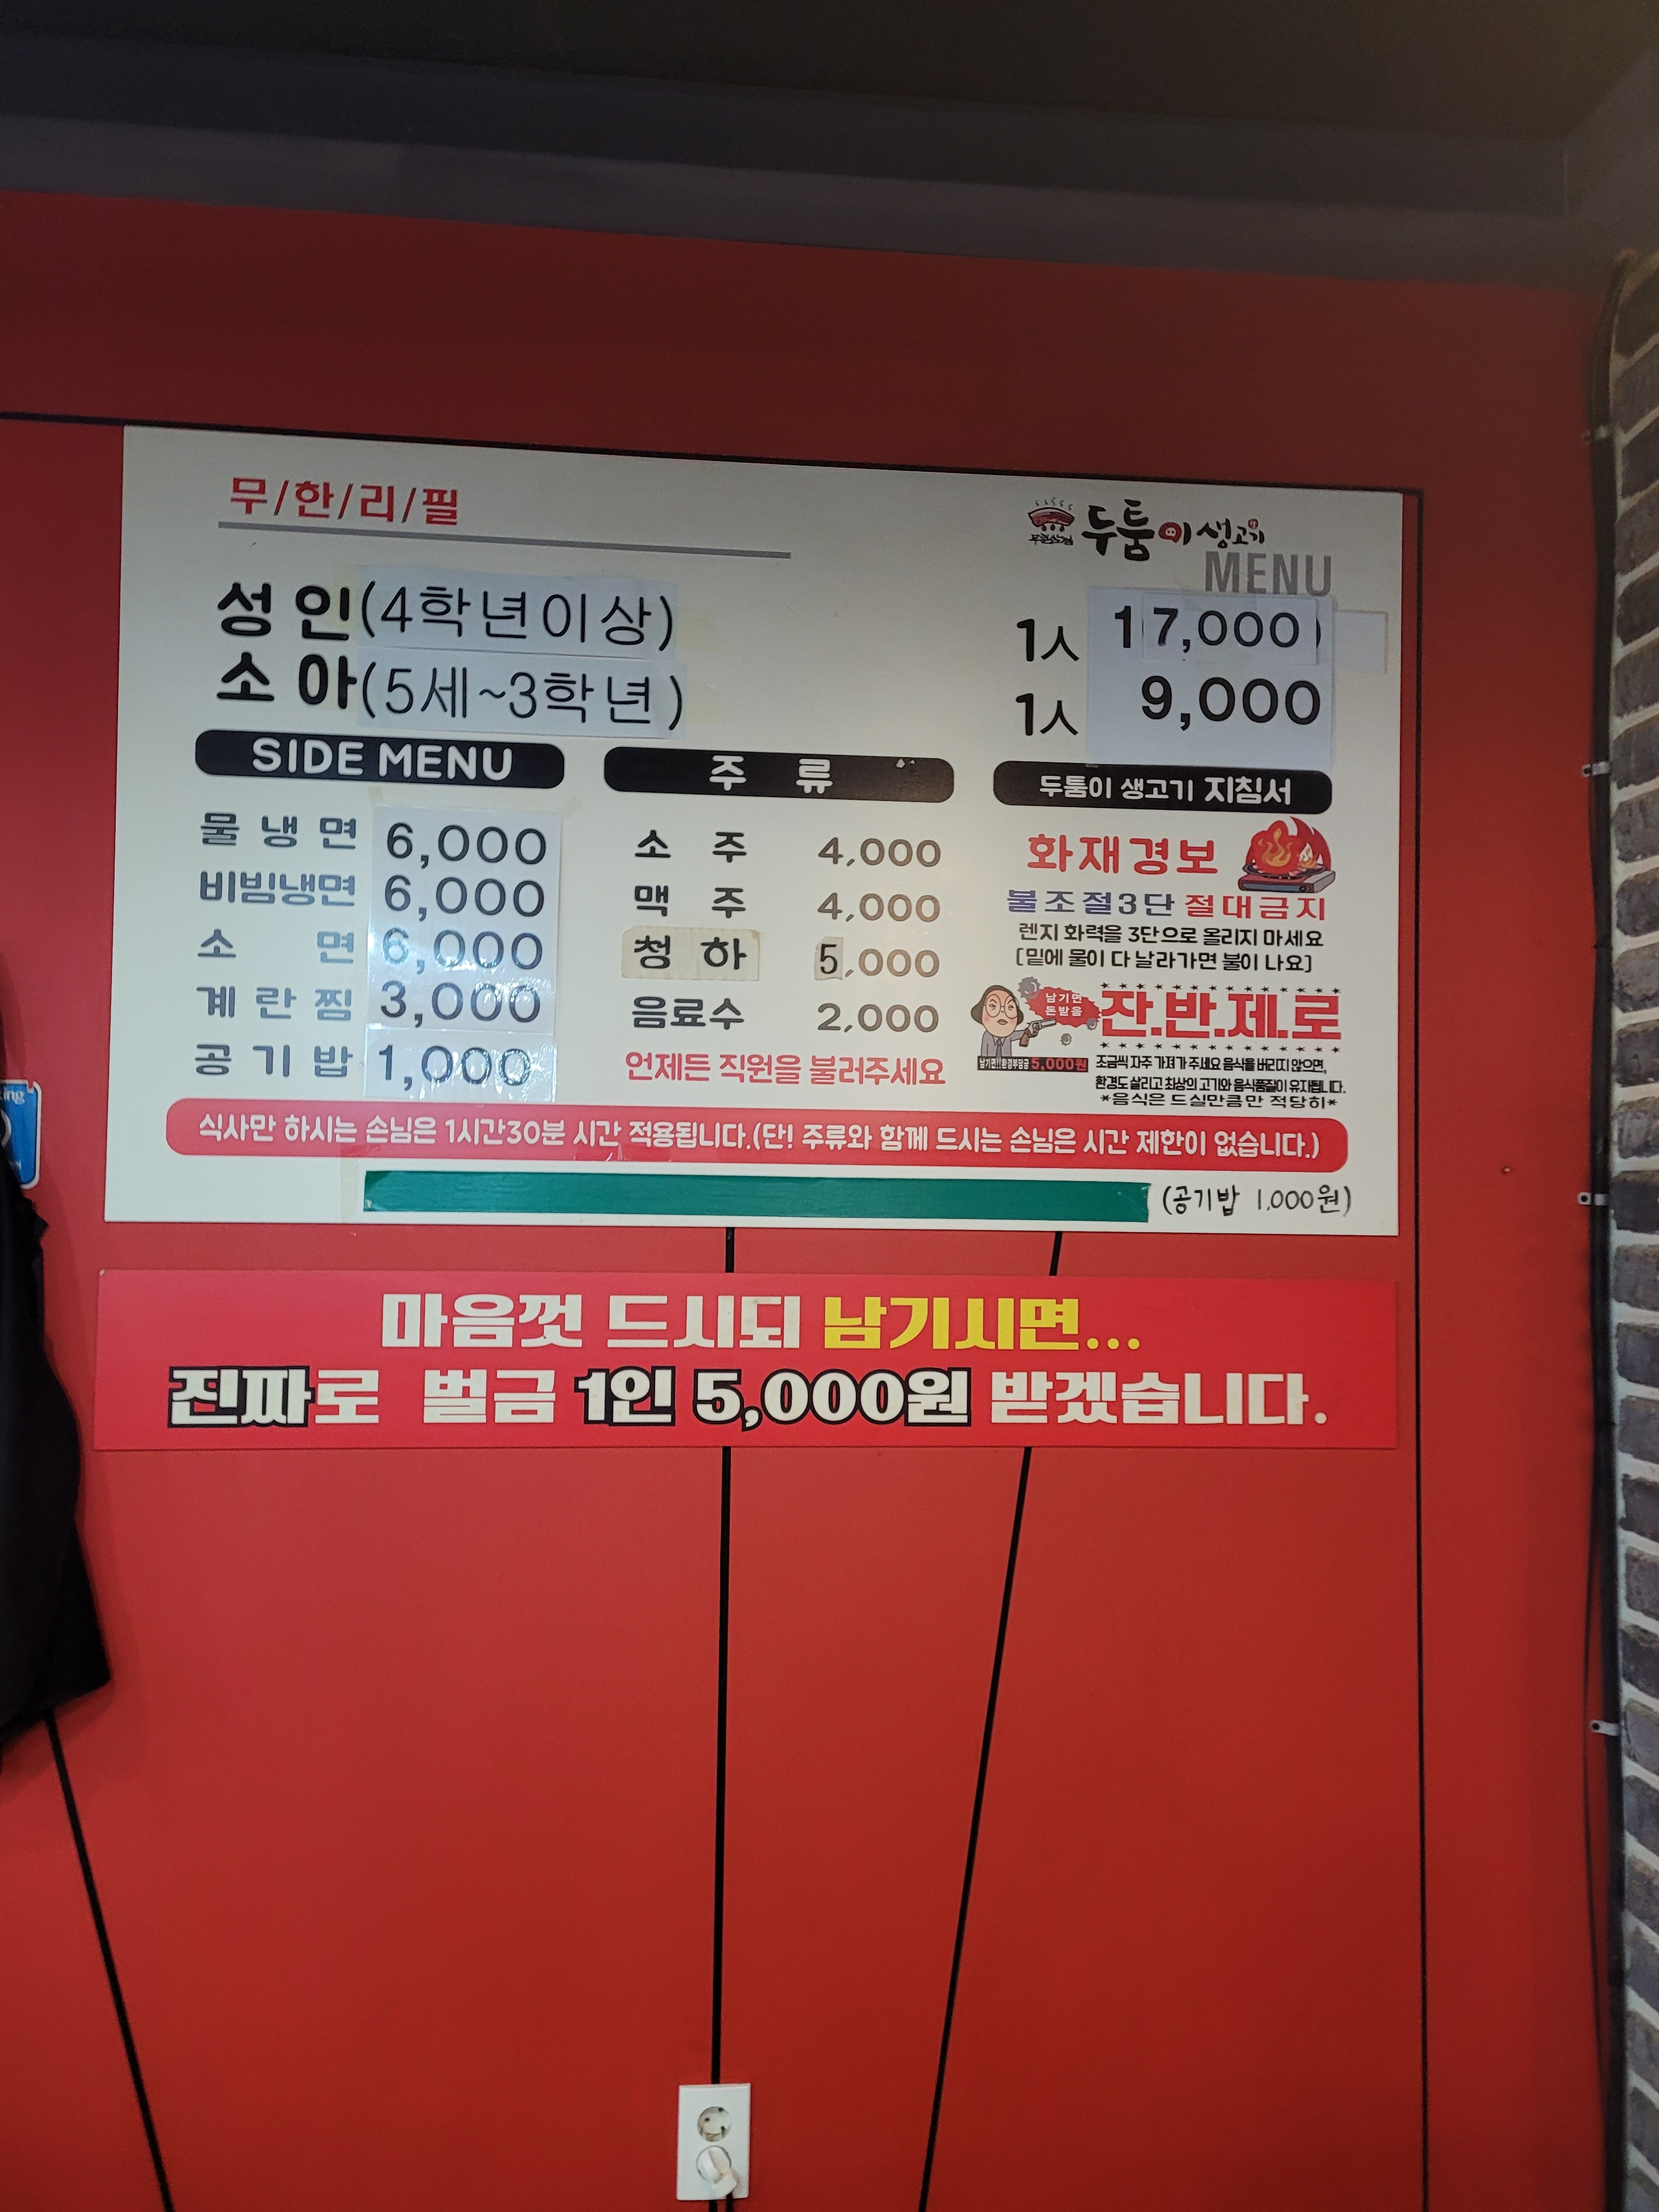 무/한/리/필
두툼이 생고기
MENU
성인(4학년이상) 1人 17,000
소아(5세~3학년) 1人 9,000
SIDE MENU
물냉면 6,000
비빔냉면 6,000
소면 6,000
계란찜 3,000
공기밥 1,000
주류
소주 4,000
맥주 4,000
청하 5,000
음료수 2,000
언제든 직원을 불러주세요
두툼이 생고기 지침서
화재경보
불조절3단 절대금지
렌지 화력을 3단으로 올리지 마세요
[밑에 물이 다 날라가면 불이 나요]
남기면
돈받음
잔.반.제.로
남기면!!환경부담금 5,000원
조금씩 자주 가져가 주세요 음식을 버리지 않으면,
환경도 살리고 최상의 고기와 음식품질이 유지됩니다.
*음식은 드실만큼만 적당히*
식사만 하시는 손님은 1시간30분 시간 적용됩니다.(단! 주류와 함께 드시는 손님은 시간 제한이 없습니다.)
(공기밥 1.000원)
마음껏 드시되 남기시면...
진짜로 벌금 1인 5,000원 받겠습니다.